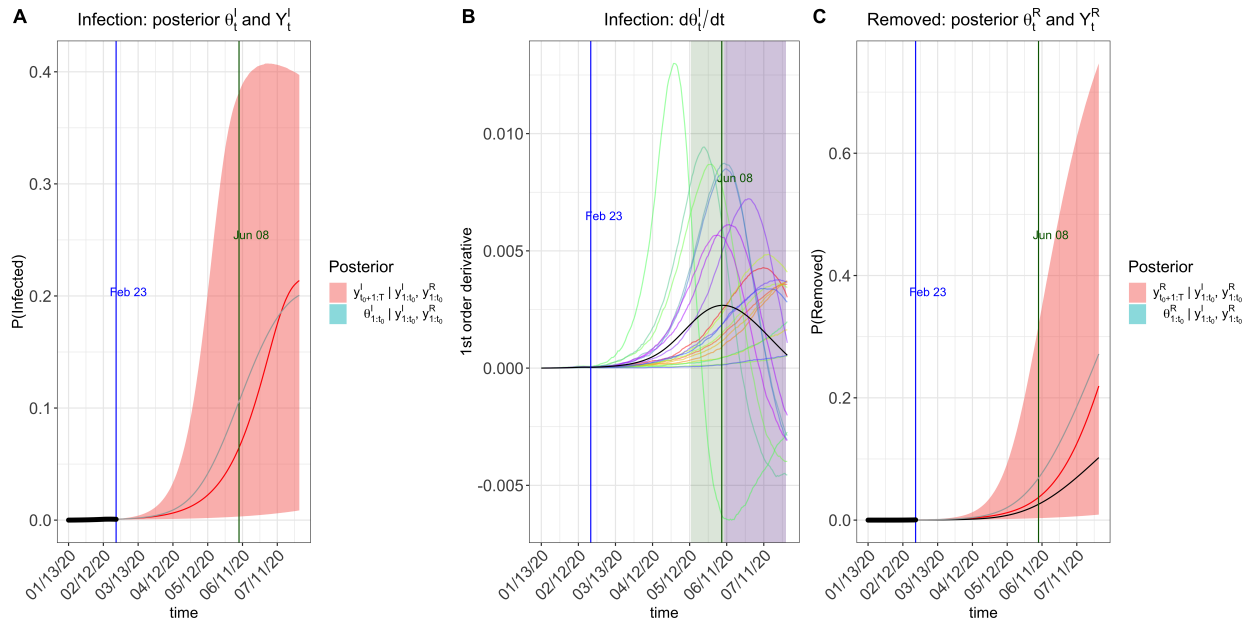 A
Infection: posterior θ_t^I and Y_t^I
P(Infected)
0.4
0.3
0.2
0.1
0.0
Feb 23
Jun 08
01/13/20
02/12/20
03/13/20
04/12/20
05/12/20
06/11/20
07/11/20
time
Posterior
y^I_{t₀+1:T} | y^I_{1:t₀}, y^R_{1:t₀}
θ^I_{1:t₀} | y^I_{1:t₀}, y^R_{1:t₀}
B
Infection: dθ_t^I/dt
1st order derivative
0.010
0.005
0.000
-0.005
Feb 23
Jun 08
01/13/20
02/12/20
03/13/20
04/12/20
05/12/20
06/11/20
07/11/20
time
C
Removed: posterior θ_t^R and Y_t^R
P(Removed)
0.6
0.4
0.2
0.0
Feb 23
Jun 08
01/13/20
02/12/20
03/13/20
04/12/20
05/12/20
06/11/20
07/11/20
time
Posterior
y^R_{t₀+1:T} | y^I_{1:t₀}, y^R_{1:t₀}
θ^R_{1:t₀} | y^I_{1:t₀}, y^R_{1:t₀}